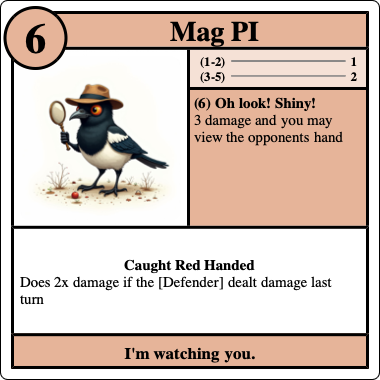 6
Mag PI
(1-2) 1
(3-5) 2
(6) Oh look! Shiny!
3 damage and you may
view the opponents hand
Caught Red Handed
Does 2x damage if the [Defender] dealt damage last
turn
I'm watching you.